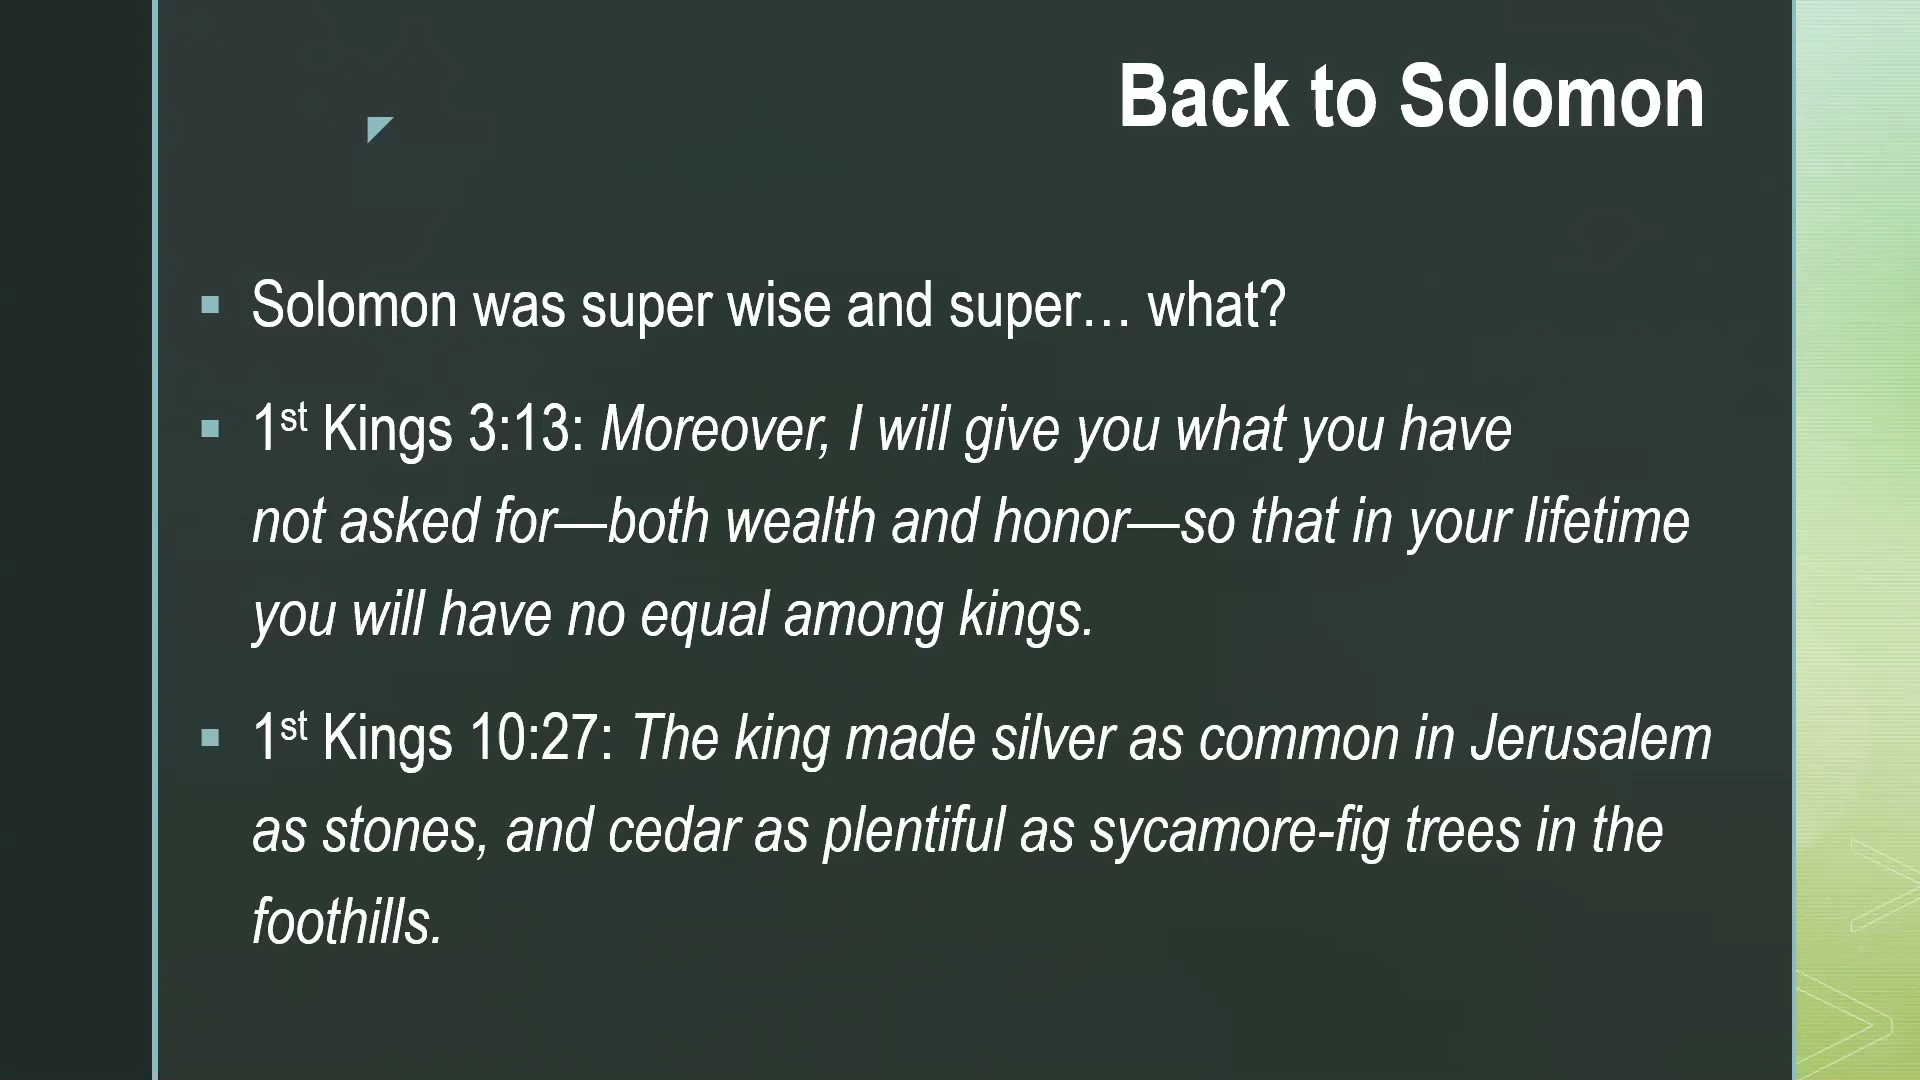 Back to Solomon
Solomon was super wise and super… what?
1st Kings 3:13: Moreover, I will give you what you have
not asked for—both wealth and honor—so that in your lifetime
you will have no equal among kings.
1st Kings 10:27: The king made silver as common in Jerusalem
as stones, and cedar as plentiful as sycamore-fig trees in the
foothills.